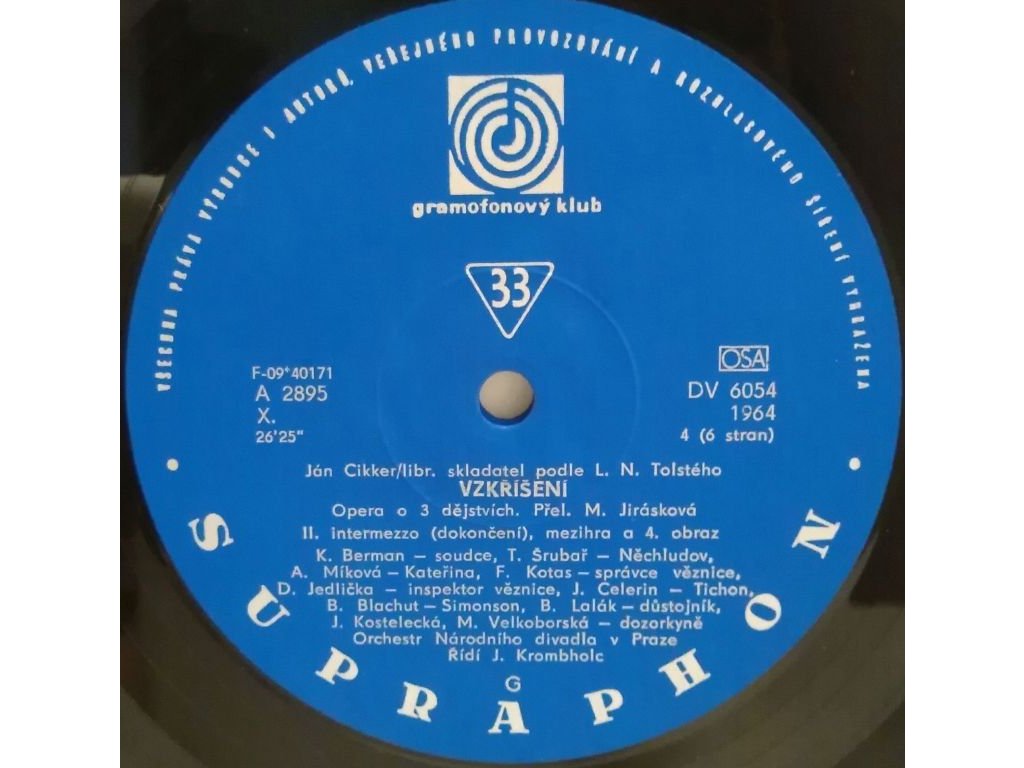 VŠECHNA PRÁVA VÝROBCE I AUTORŮ, VEŘEJNÉHO PROVOZOVÁNÍ A ROZHLASOVÉHO ŠÍŘENÍ VYHRAŽENA
gramofonový klub
33
OSA
F-09*40171
A 2895
X.
26'25"
DV 6054
1964
4 (6 stran)
Ján Cikker/libr. skladatel podle L. N. Tolstého
VZKŘÍŠENÍ
Opera o 3 dějstvích. Přel. M. Jirásková
II. intermezzo (dokončení), mezihra a 4. obraz
K. Berman – soudce, T. Šrubař – Něchludov,
A. Míková – Kateřina, F. Kotas – správce věznice,
D. Jedlička – inspektor věznice, J. Celerin – Tichon,
B. Blachut – Simonson, B. Lalák – důstojník,
J. Kostelecká, M. Velkoborská – dozorkyně
Orchestr Národního divadla v Praze
Řídí J. Krombholc
G
SUPRAPHON